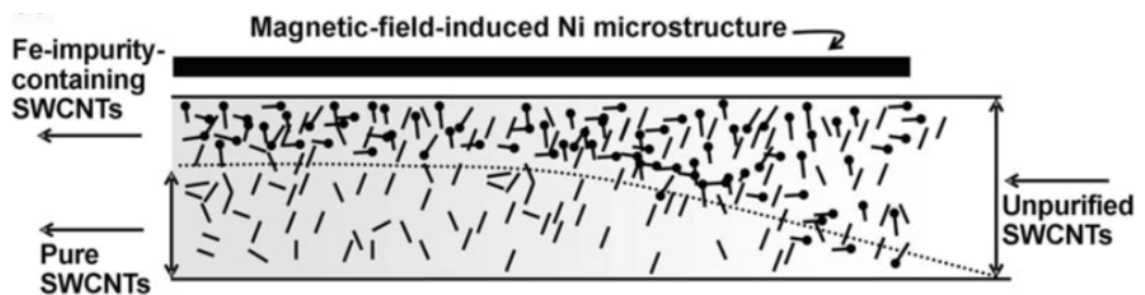 Magnetic-field-induced Ni microstructure
Fe-impurity-
containing
SWCNTs
Unpurified
SWCNTs
Pure
SWCNTs